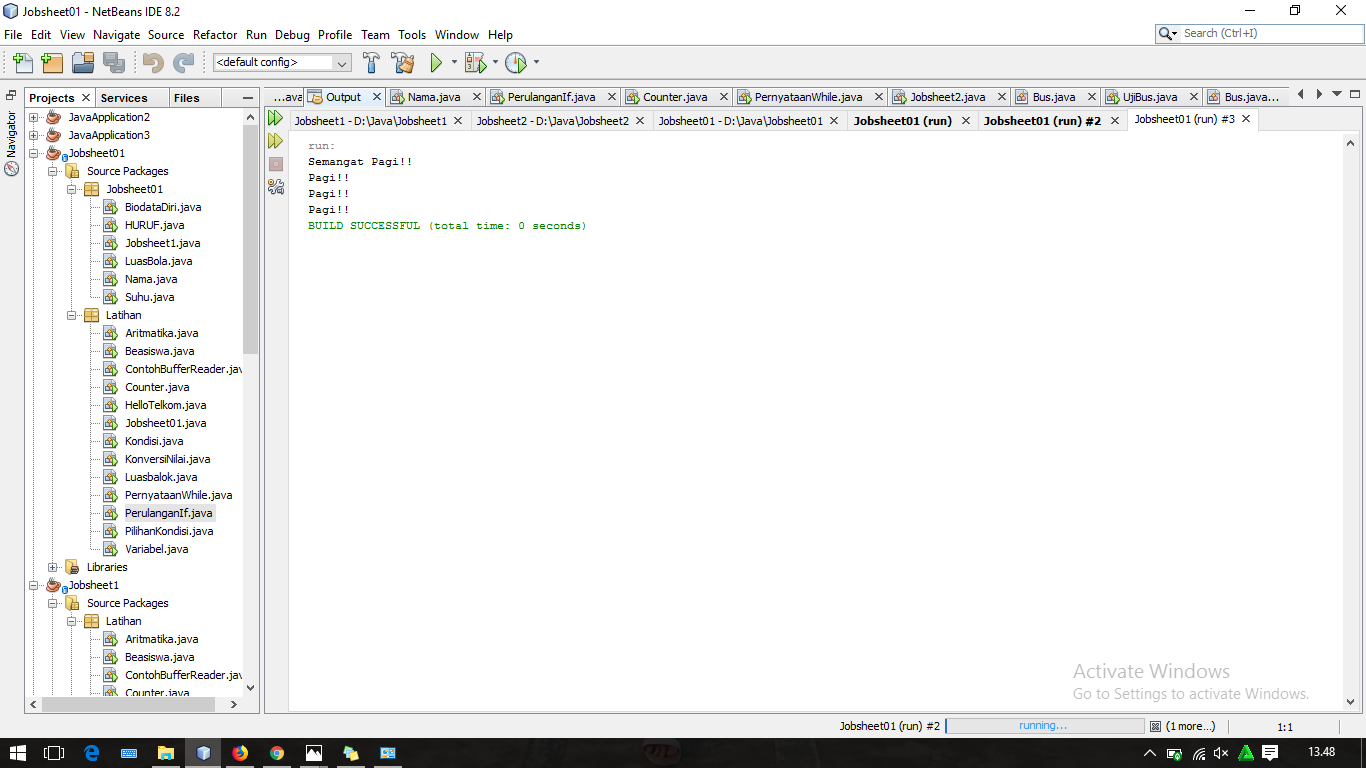 Jobsheet01 - NetBeans IDE 8.2
File Edit View Navigate Source Refactor Run Debug Profile Team Tools Window Help
Search (Ctrl+I)
<default config>
Projects Services Files
...ava Output Nama.java PerulanganIf.java Counter.java PernyataanWhile.java Jobsheet2.java Bus.java UjiBus.java Bus.java...
Jobsheet1 - D:\Java\Jobsheet1 Jobsheet2 - D:\Java\Jobsheet2 Jobsheet01 - D:\Java\Jobsheet01 Jobsheet01 (run) Jobsheet01 (run) #2 Jobsheet01 (run) #3
Navigator
JavaApplication2
JavaApplication3
Jobsheet01
Source Packages
Jobsheet01
BiodataDiri.java
HURUF.java
Jobsheet1.java
LuasBola.java
Nama.java
Suhu.java
Latihan
Aritmatika.java
Beasiswa.java
ContohBufferReader.jav
Counter.java
HelloTelkom.java
Jobsheet01.java
Kondisi.java
KonversiNilai.java
Luasbalok.java
PernyataanWhile.java
PerulanganIf.java
PilihanKondisi.java
Variabel.java
Libraries
Jobsheet1
Source Packages
Latihan
Aritmatika.java
Beasiswa.java
ContohBufferReader.jav
Counter.java
run:
Semangat Pagi!!
Pagi!!
Pagi!!
Pagi!!
BUILD SUCCESSFUL (total time: 0 seconds)
Activate Windows
Go to Settings to activate Windows.
Jobsheet01 (run) #2 running... (1 more...) 1:1
13.48